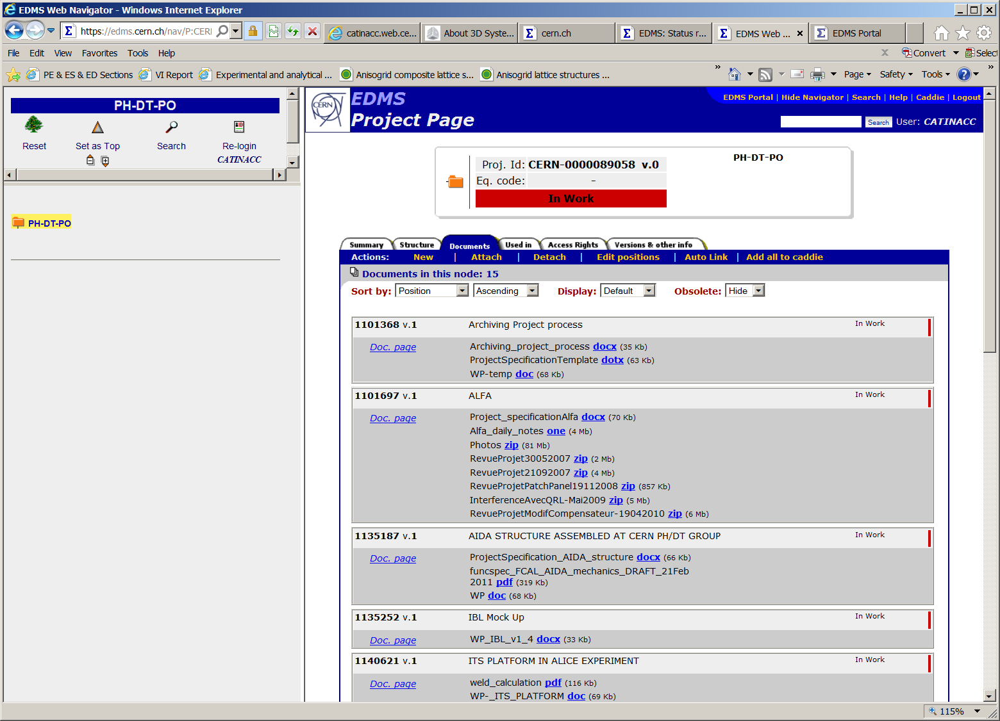 EDMS Web Navigator - Windows Internet Explorer
https://edms.cern.ch/nav/P:CERI
catinacc.web.ce...
About 3D Syste...
cern.ch
EDMS: Status r...
EDMS Web ...
EDMS Portal
File Edit View Favorites Tools Help
Convert
Select
PE & ES & ED Sections
VI Report
Experimental and analytical ...
Anisogrid composite lattice s...
Anisogrid lattice structures ...
Page Safety Tools
PH-DT-PO
Reset
Set as Top
Search
Re-login
CATINACC
PH-DT-PO
CERN
EDMS
Project Page
EDMS Portal | Hide Navigator | Search | Help | Caddie | Logout
Search User: CATINACC
Proj. Id: CERN-0000089058 v.0
Eq. code: -
In Work
PH-DT-PO
Summary Structure Documents Used in Access Rights Versions & other info
Actions: New | Attach | Detach | Edit positions | Auto Link | Add all to caddie
Documents in this node: 15
Sort by: Position Ascending Display: Default Obsolete: Hide
1101368 v.1 Archiving Project process In Work
Doc. page Archiving_project_process docx (35 Kb)
ProjectSpecificationTemplate dotx (63 Kb)
WP-temp doc (68 Kb)
1101697 v.1 ALFA In Work
Doc. page Project_specificationAlfa docx (70 Kb)
Alfa_daily_notes one (4 Mb)
Photos zip (81 Mb)
RevueProjet30052007 zip (2 Mb)
RevueProjet21092007 zip (4 Mb)
RevueProjetPatchPanel19112008 zip (857 Kb)
InterferenceAvecQRL-Mai2009 zip (5 Mb)
RevueProjetModifCompensateur-19042010 zip (6 Mb)
1135187 v.1 AIDA STRUCTURE ASSEMBLED AT CERN PH/DT GROUP In Work
Doc. page ProjectSpecification_AIDA_structure docx (66 Kb)
funcspec_FCAL_AIDA_mechanics_DRAFT_21Feb
2011 pdf (319 Kb)
WP doc (68 Kb)
1135252 v.1 IBL Mock Up In Work
Doc. page WP_IBL_v1_4 docx (33 Kb)
1140621 v.1 ITS PLATFORM IN ALICE EXPERIMENT In Work
Doc. page weld_calculation pdf (116 Kb)
WP-_ITS_PLATFORM doc (69 Kb)
115%